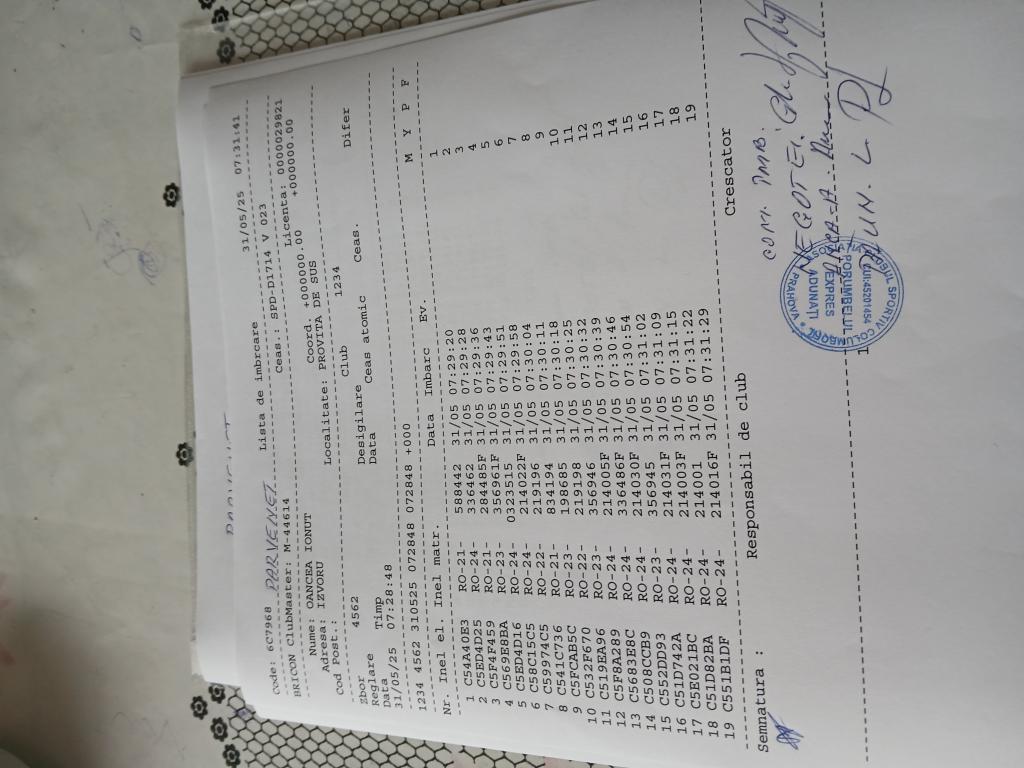 Code: 6C7968 PARVENET Lista de imbrcare 31/05/25 07:31:41
BRICON ClubMaster: M-44614 Ceas.: SPD-D1714 V 023
Nume: OANCEA IONUT Licenta: 0000029821
Adresa: IZVORU Coord. +000000.00 +000000.00
Cod Post.: Localitate: PROVITA DE SUS
Zbor 4562 Club 1234
Reglare Desigilare
Data Timp Data Ceas atomic Ceas. Difer
31/05/25 07:28:48
1234 4562 310525 072848 072848 +000
Nr. Inel el. Inel matr. Data Imbarc Ev. M Y P F
1 C54A40E3 RO-21- 588442 31/05 07:29:20 1
2 C5ED4D25 RO-24- 336462 31/05 07:29:28 2
3 C5F4F459 RO-21- 284485F 31/05 07:29:36 3
4 C569E8BA RO-23- 356961F 31/05 07:29:43 4
5 C5ED4D16 RO-24- 0323515 31/05 07:29:51 5
6 C586C15C5 RO-24- 214022F 31/05 07:29:58 6
7 C59974C5 RO-22- 219196 31/05 07:30:04 7
8 C541C736 RO-21- 834194 31/05 07:30:11 8
9 C5FCAB5C RO-23- 198685 31/05 07:30:18 9
10 C532F670 RO-22- 219198 31/05 07:30:25 10
11 C519EA96 RO-23- 356946 31/05 07:30:32 11
12 C5F8A289 RO-24- 214005F 31/05 07:30:39 12
13 C5683E8C RO-24- 336486F 31/05 07:30:46 13
14 C508CCB9 RO-24- 214030F 31/05 07:30:54 14
15 C552DD93 RO-23- 356945 31/05 07:31:02 15
16 C51D742A RO-24- 214031F 31/05 07:31:09 16
17 C5E021BC RO-24- 214003F 31/05 07:31:15 17
18 C51D82BA RO-24- 214001 31/05 07:31:22 18
19 C551B1DF RO-24- 214016F 31/05 07:31:29 19
Semnatura : Responsabil de club Crescator
COM. IMB.
NEGOTEI
PORUMBELUL
EXPRES
ADUNATI
PRAHOVA